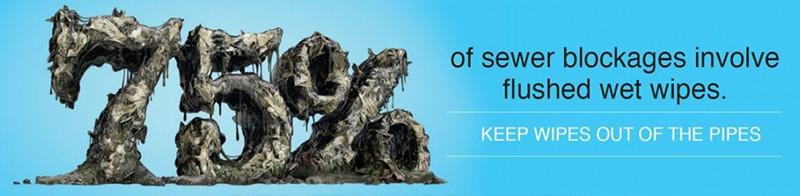 75%
of sewer blockages involve
flushed wet wipes.
KEEP WIPES OUT OF THE PIPES